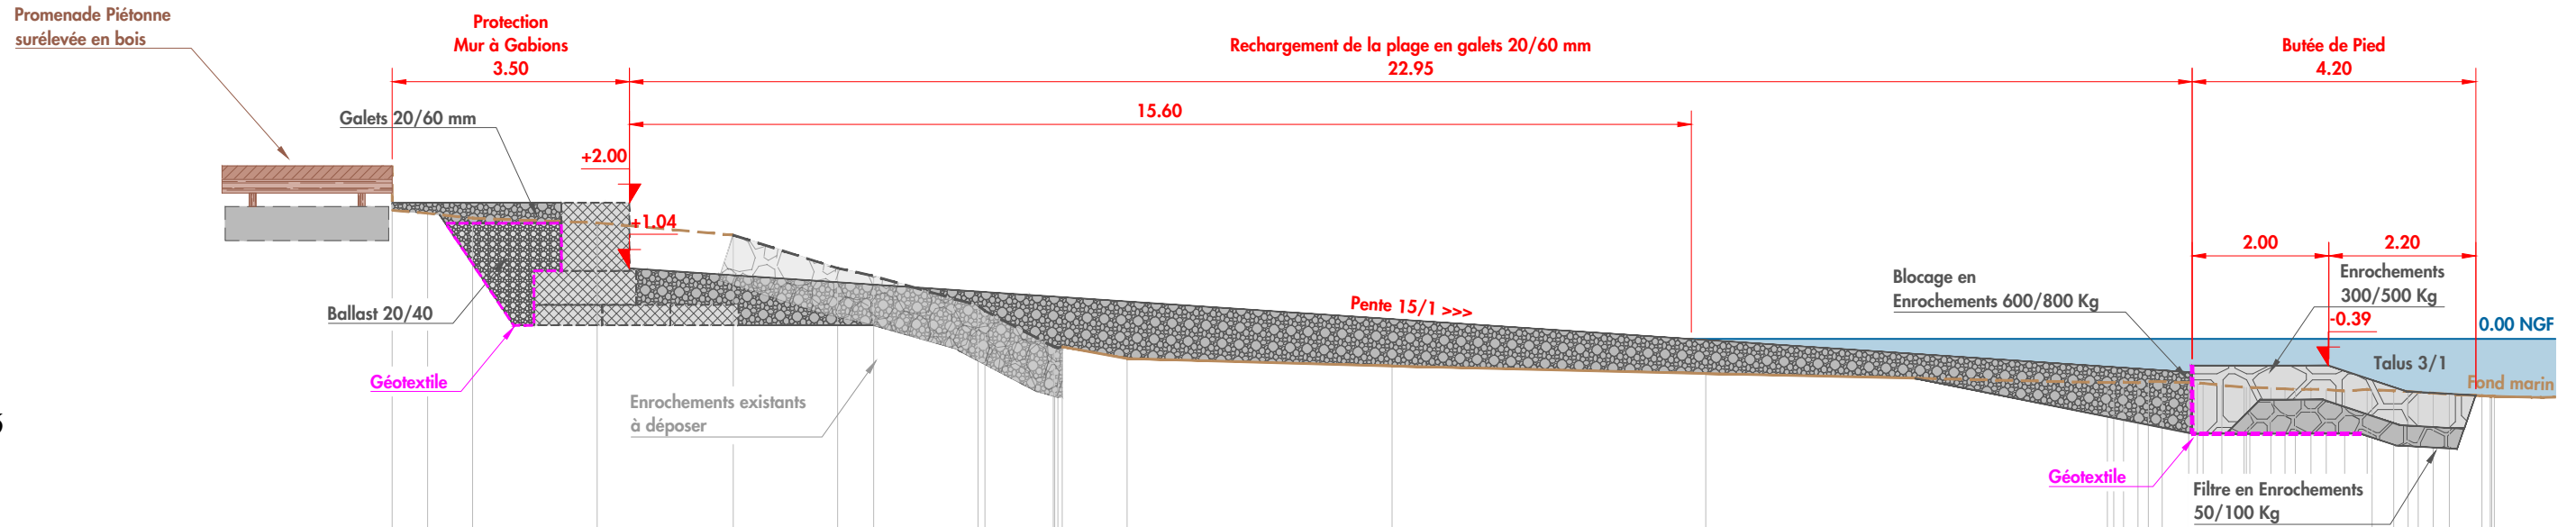 Promenade Piétonne
surélevée en bois
Protection
Mur à Gabions
3.50
Rechargement de la plage en galets 20/60 mm
22.95
Butée de Pied
4.20
15.60
Galets 20/60 mm
+2.00
+1.04
2.00
2.20
Blocage en
Enrochements 600/800 Kg
Enrochements
300/500 Kg
-0.39
0.00 NGF
Pente 15/1 >>>
Ballast 20/40
Talus 3/1
Fond marin
Géotextile
Enrochements existants
à déposer
Géotextile
Filtre en Enrochements
50/100 Kg